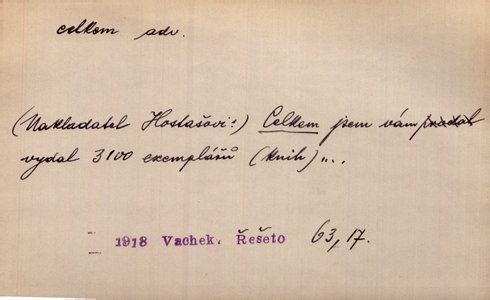 celkem adv.
(Nakladatel Hostašovi:) Celkem jsem vám prodal
vydal 3100 exemplářů (knih)...
1918 Vachek, Řešeto 63,17.